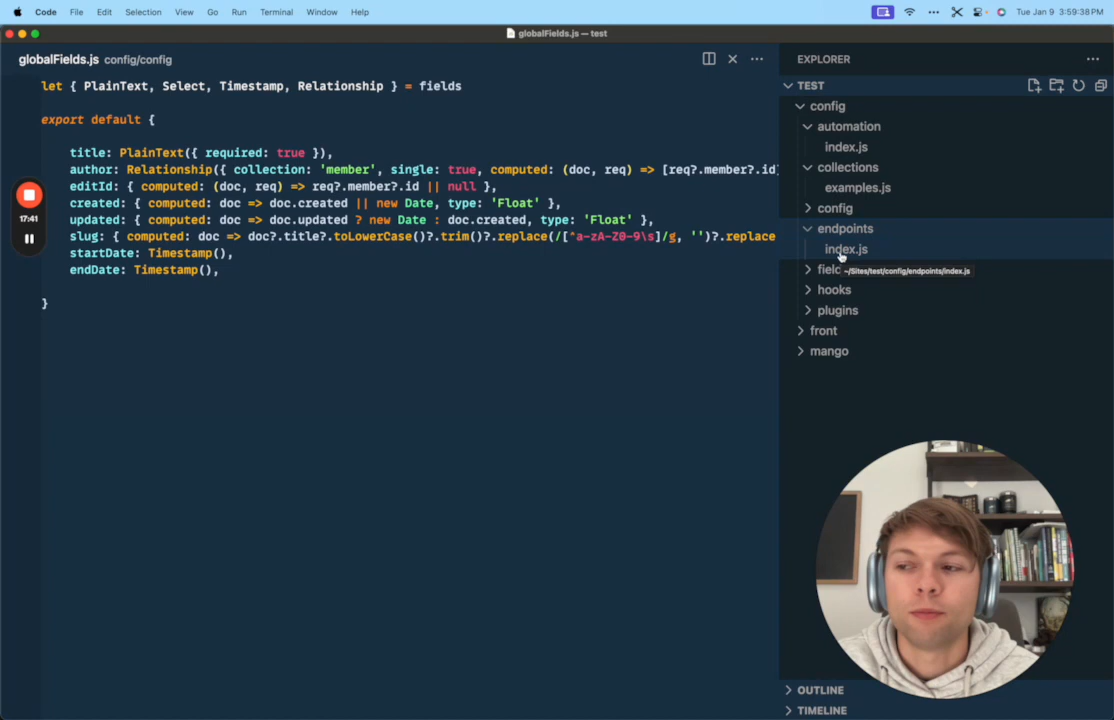 Code File Edit Selection View Go Run Terminal Window Help Tue Jan 9 3:59:38 PM
globalFields.js — test
globalFields.js config/config
let { PlainText, Select, Timestamp, Relationship } = fields
export default {
title: PlainText({ required: true }),
author: Relationship({ collection: 'member', single: true, computed: (doc, req) => [req?.member?.id]
editId: { computed: (doc, req) => req?.member?.id || null },
created: { computed: doc => doc.created || new Date, type: 'Float' },
updated: { computed: doc => doc.updated ? new Date : doc.created, type: 'Float' },
slug: { computed: doc => doc?.title?.toLowerCase()?.trim()?.replace(/[^a-zA-Z0-9\s]/g, '')?.replace
startDate: Timestamp(),
endDate: Timestamp(),
}
17:41
EXPLORER
TEST
config
automation
index.js
collections
examples.js
config
endpoints
index.js
field
~/Sites/test/config/endpoints/index.js
hooks
plugins
front
mango
OUTLINE
TIMELINE